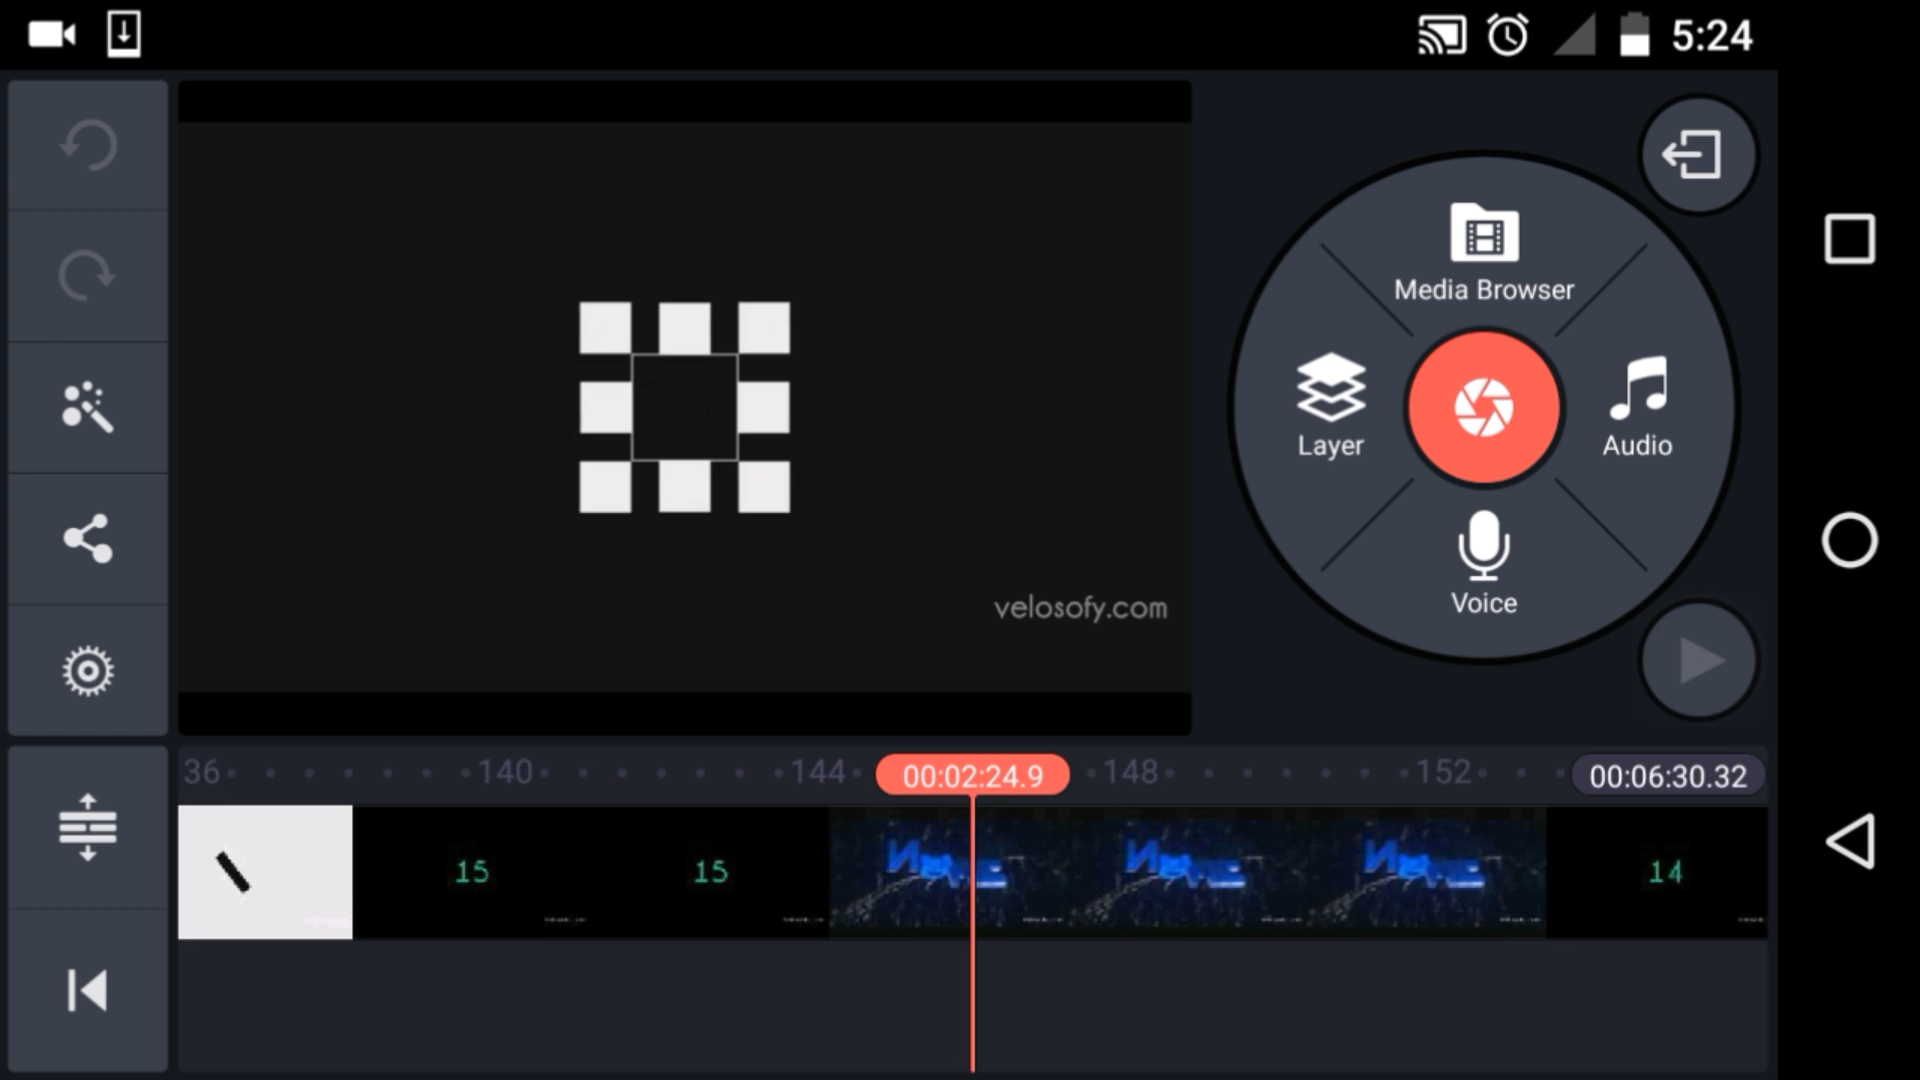 5:24
Media Browser
Layer
Audio
Voice
velosofy.com
36 140 144 00:02:24.9 148 152 00:06:30.32
15 15 14